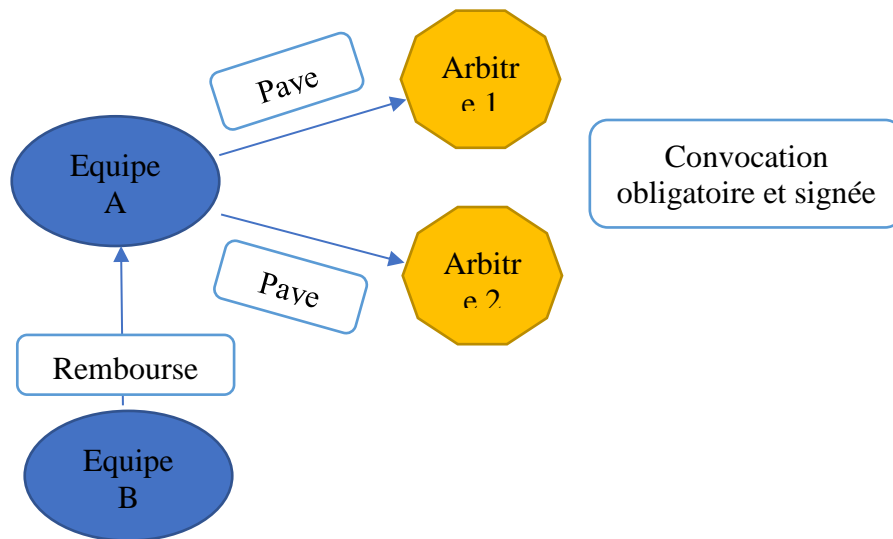 Paye
Arbitr
e 1
Convocation
obligatoire et signée
Equipe
A
Arbitr
e 2
Paye
Rembourse
Equipe
B